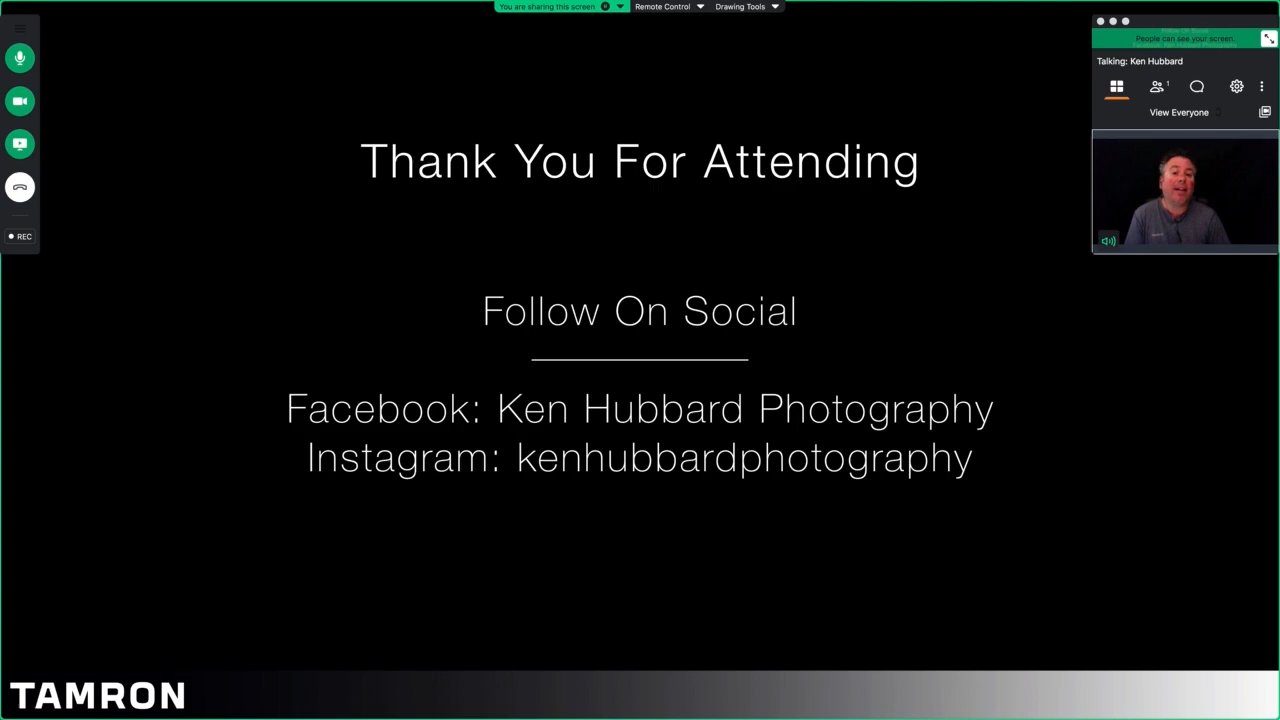 You are sharing this screen
Remote Control
Drawing Tools
People can see your screen.
Talking: Ken Hubbard
1
View Everyone
REC
Thank You For Attending
Follow On Social
Facebook: Ken Hubbard Photography
Instagram: kenhubbardphotography
TAMRON